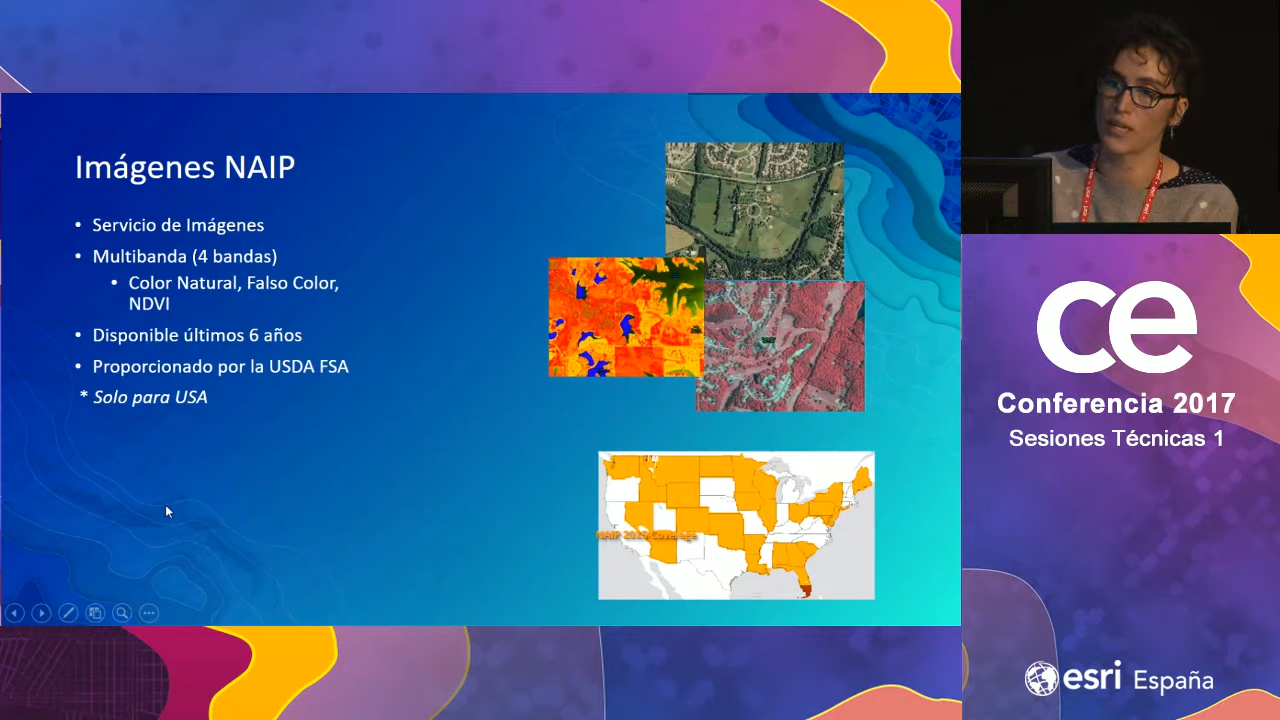 Imágenes NAIP
• Servicio de Imágenes
• Multibanda (4 bandas)
• Color Natural, Falso Color,
NDVI
• Disponible últimos 6 años
• Proporcionado por la USDA FSA
* Solo para USA
ce
Conferencia 2017
Sesiones Técnicas 1
esri España